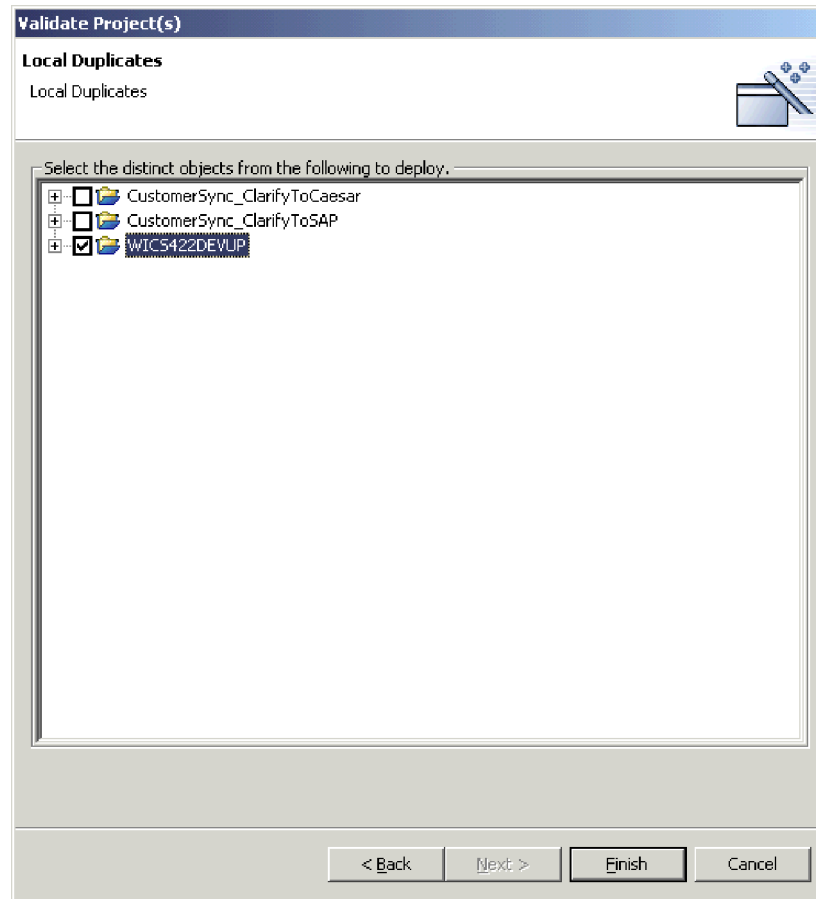 Validate Project(s)
Local Duplicates
Local Duplicates
Select the distinct objects from the following to deploy.
CustomerSync_ClarifyToCaesar
CustomerSync_ClarifyToSAP
WICS422DEVUP
< Back Next > Finish Cancel